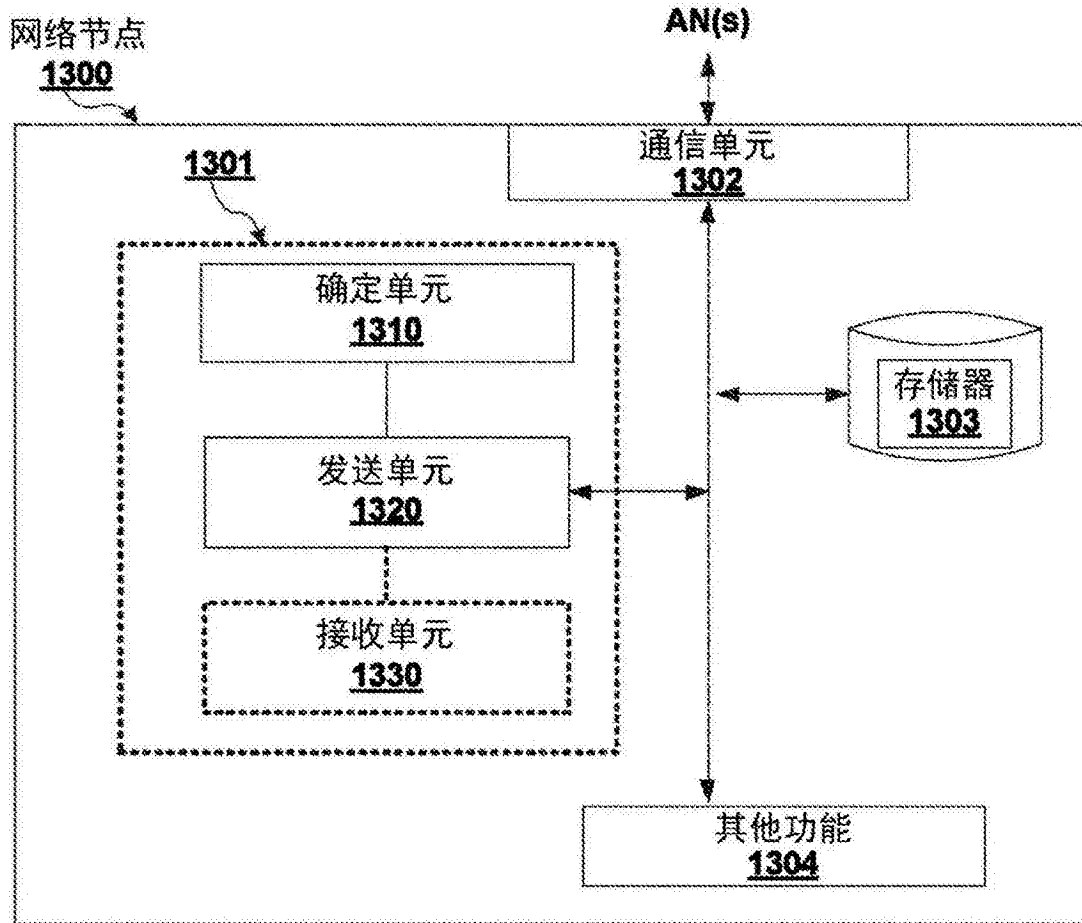 网络节点
1300
AN(s)
通信单元
1302
1301
确定单元
1310
存储器
1303
发送单元
1320
接收单元
1330
其他功能
1304